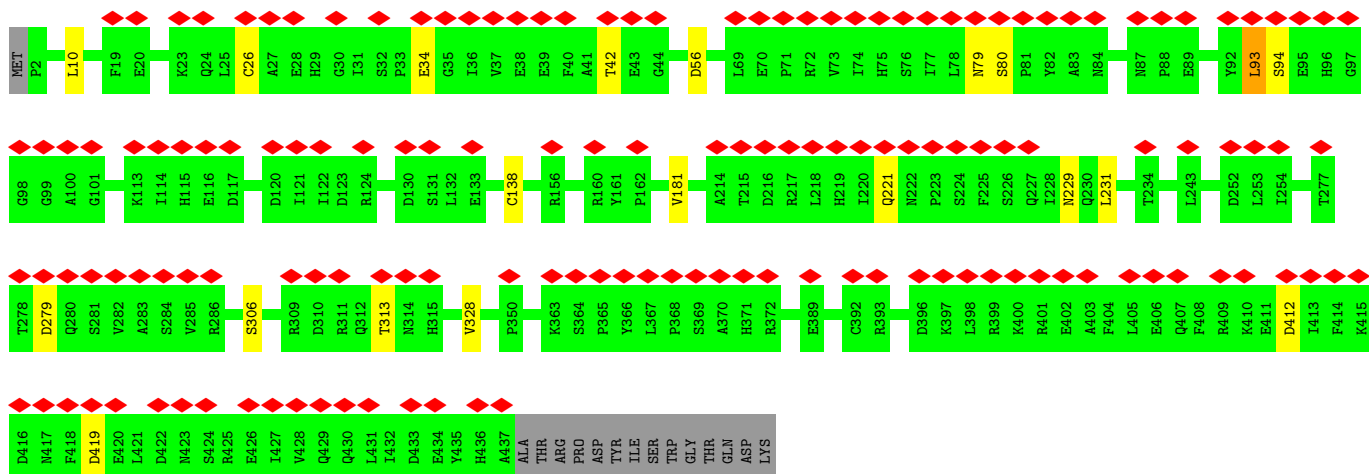 MET P2 L10 F19 E20 K23 Q24 L25 C26 A27 E28 H29 G30 I31 S32 P33 E34 G35 I36 V37 E38 E39 F40 A41 T42 E43 G44 D56 L69 E70 P71 R72 V73 I74 H75 S76 I77 L78 N79 S80 P81 Y82 A83 N84 N87 P88 E89 Y92 L93 S94 E95 H96 G97
G98 G99 A100 G101 K113 I114 H115 E116 D117 D120 I121 I122 D123 R124 D130 S131 L132 E133 C138 R156 R160 Y161 P162 V181 A214 T215 D216 R217 L218 H219 I220 Q221 N222 P223 S224 F225 S226 Q227 I228 N229 Q230 L231 T234 L243 D252 L253 I254 T277
T278 D279 Q280 S281 V282 A283 S284 V285 R286 S306 R309 D310 R311 Q312 T313 N314 H315 V328 P350 K363 S364 P365 Y366 L367 P368 S369 A370 H371 R372 E389 C392 R393 D396 K397 L398 R399 K400 R401 E402 A403 F404 L405 E406 Q407 F408 R409 K410 E411 D412 I413 F414 K415
D416 N417 F418 D419 E420 L421 D422 N423 S424 R425 E426 I427 V428 Q429 Q430 L431 I432 D433 E434 Y435 H436 A437 ALA THR ARG PRO ASP TYR ILE SER TRP GLY THR GLN ASP LYS